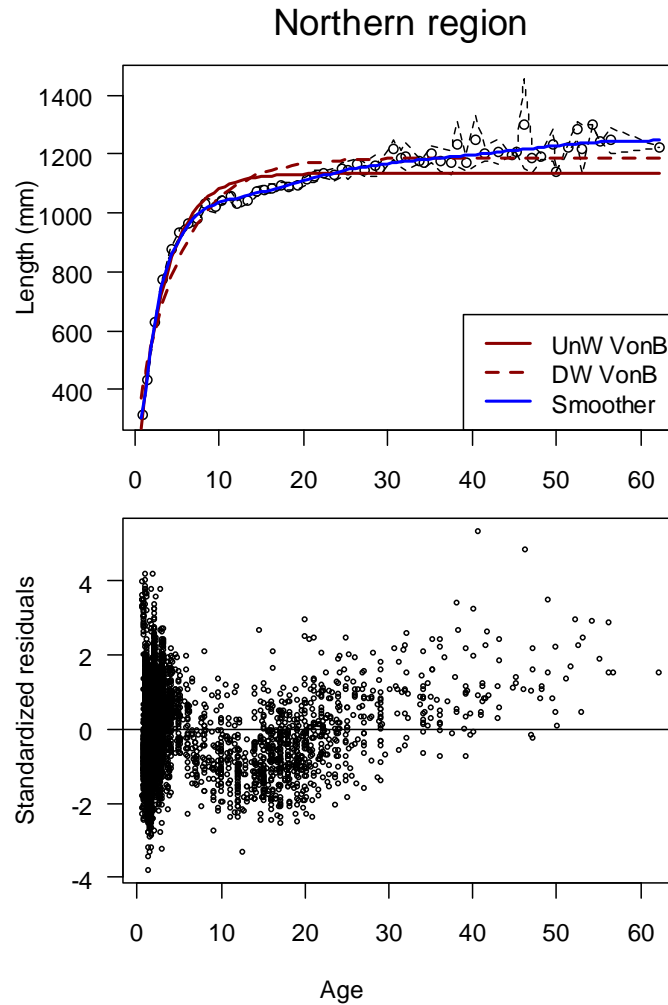 Northern region
Length (mm)
1400
1200
1000
800
600
400
UnW VonB
DW VonB
Smoother
0 10 20 30 40 50 60
Standardized residuals
4
2
0
-2
-4
0 10 20 30 40 50 60
Age